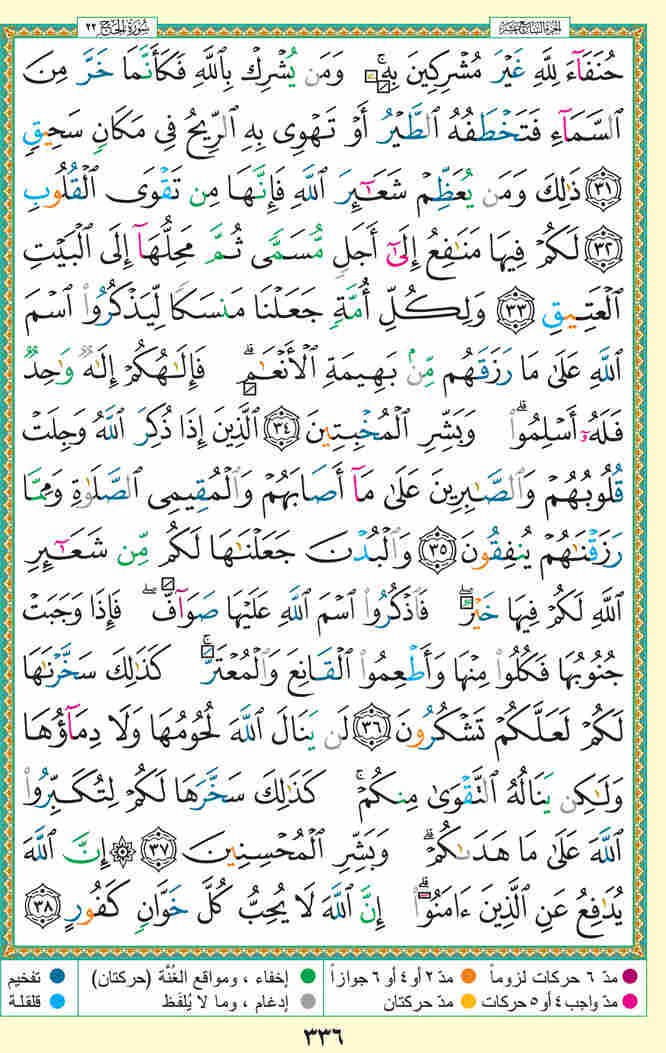 سُورَةُ الحَجِّ ٢٢
الجزء السابع عشر
حُنَفَآءَ لِلَّهِ غَيْرَ مُشْرِكِينَ بِهِۦۚ وَمَن يُشْرِكْ بِٱللَّهِ فَكَأَنَّمَا خَرَّ مِنَ
ٱلسَّمَآءِ فَتَخْطَفُهُ ٱلطَّيْرُ أَوْ تَهْوِى بِهِ ٱلرِّيحُ فِى مَكَانٍ سَحِيقٍ
٣١ ذَٰلِكَ وَمَن يُعَظِّمْ شَعَـٰٓئِرَ ٱللَّهِ فَإِنَّهَا مِن تَقْوَى ٱلْقُلُوبِ
٣٢ لَكُمْ فِيهَا مَنَـٰفِعُ إِلَىٰٓ أَجَلٍ مُّسَمًّى ثُمَّ مَحِلُّهَآ إِلَى ٱلْبَيْتِ
ٱلْعَتِيقِ ٣٣ وَلِكُلِّ أُمَّةٍ جَعَلْنَا مَنسَكًا لِّيَذْكُرُوا۟ ٱسْمَ
ٱللَّهِ عَلَىٰ مَا رَزَقَهُم مِّنۢ بَهِيمَةِ ٱلْأَنْعَـٰمِۗ فَإِلَـٰهُكُمْ إِلَـٰهٌ وَٰحِدٌ
فَلَهُۥٓ أَسْلِمُوا۟ۗ وَبَشِّرِ ٱلْمُخْبِتِينَ ٣٤ ٱلَّذِينَ إِذَا ذُكِرَ ٱللَّهُ وَجِلَتْ
قُلُوبُهُمْ وَٱلصَّـٰبِرِينَ عَلَىٰ مَآ أَصَابَهُمْ وَٱلْمُقِيمِى ٱلصَّلَوٰةِ وَمِمَّا
رَزَقْنَـٰهُمْ يُنفِقُونَ ٣٥ وَٱلْبُدْنَ جَعَلْنَـٰهَا لَكُم مِّن شَعَـٰٓئِرِ
ٱللَّهِ لَكُمْ فِيهَا خَيْرٌۖ فَٱذْكُرُوا۟ ٱسْمَ ٱللَّهِ عَلَيْهَا صَوَآفَّۖ فَإِذَا وَجَبَتْ
جُنُوبُهَا فَكُلُوا۟ مِنْهَا وَأَطْعِمُوا۟ ٱلْقَانِعَ وَٱلْمُعْتَرَّۚ كَذَٰلِكَ سَخَّرْنَـٰهَا
لَكُمْ لَعَلَّكُمْ تَشْكُرُونَ ٣٦ لَن يَنَالَ ٱللَّهَ لُحُومُهَا وَلَا دِمَآؤُهَا
وَلَـٰكِن يَنَالُهُ ٱلتَّقْوَىٰ مِنكُمْۚ كَذَٰلِكَ سَخَّرَهَا لَكُمْ لِتُكَبِّرُوا۟
ٱللَّهَ عَلَىٰ مَا هَدَىٰكُمْۗ وَبَشِّرِ ٱلْمُحْسِنِينَ ٣٧ ۞ إِنَّ ٱللَّهَ
يُدَٰفِعُ عَنِ ٱلَّذِينَ ءَامَنُوٓا۟ۗ إِنَّ ٱللَّهَ لَا يُحِبُّ كُلَّ خَوَّانٍ كَفُورٍ ٣٨
مدّ ٦ حركات لزوماً مدّ ٢ أو ٤ أو ٦ جوازاً إخفاء ، ومواقع الغُنَّة (حركتان) تفخيم
مدّ واجب ٤ أو ٥ حركات مدّ حركتان إدغام ، وما لا يُلفَظ قلقلة
٣٣٦